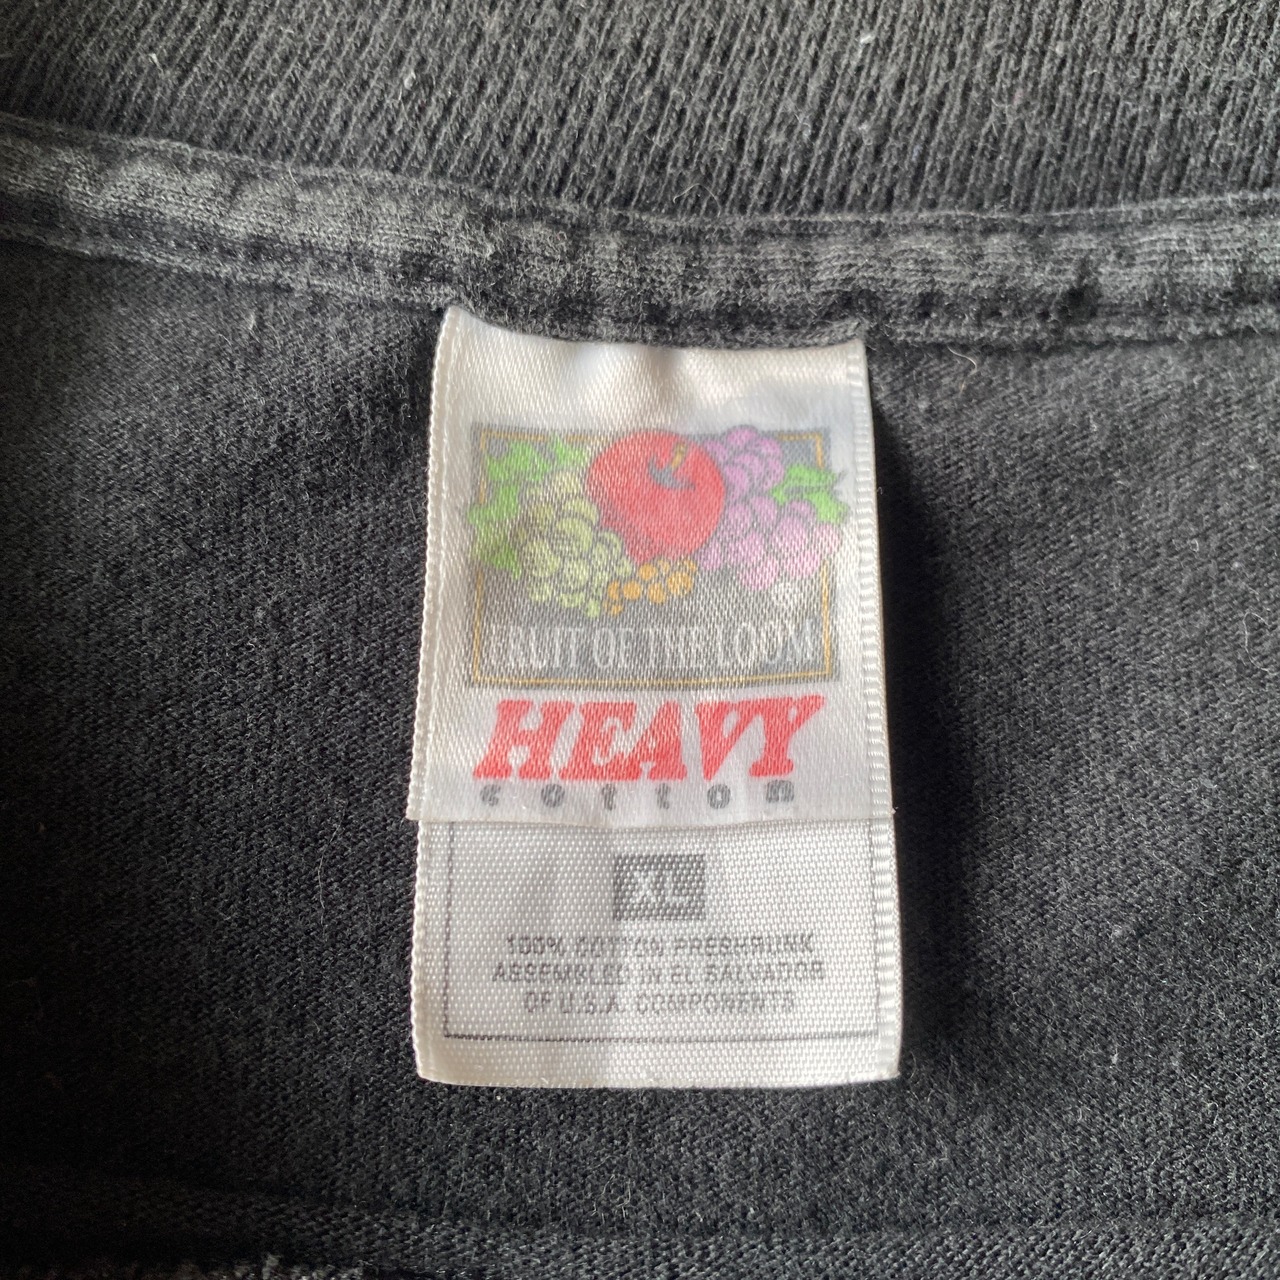 FRUIT OF THE LOOM
HEAVY
cotton
XL
100% COTTON PRESHRUNK
ASSEMBLED IN EL SALVADOR
OF U.S.A. COMPONENTS